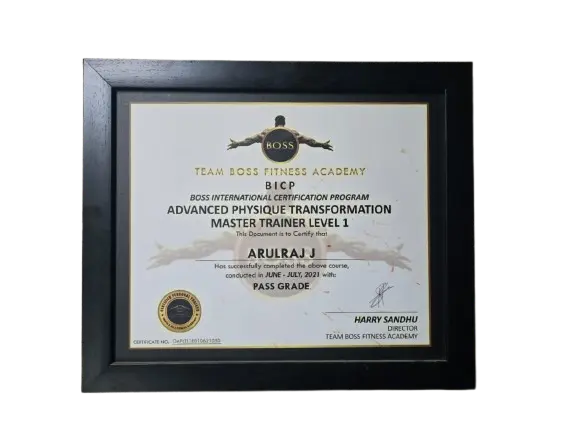 BOSS
TEAM BOSS FITNESS ACADEMY
BICP
BOSS INTERNATIONAL CERTIFICATION PROGRAM
ADVANCED PHYSIQUE TRANSFORMATION
MASTER TRAINER LEVEL 1
This Document is to Certify that
ARULRAJ J
Has successfully completed the above course,
conducted in JUNE - JULY, 2021 with:
PASS GRADE
HARRY SANDHU
DIRECTOR
TEAM BOSS FITNESS ACADEMY
CERTIFICATE NO.